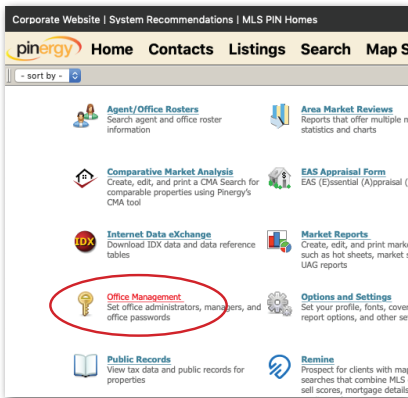 Corporate Website | System Recommendations | MLS PIN Homes
pinergy Home Contacts Listings Search Map S
- sort by -
Agent/Office Rosters
Search agent and office roster
information
Area Market Reviews
Reports that offer multiple m
statistics and charts
Comparative Market Analysis
Create, edit, and print a CMA Search for
comparable properties using Pinergy's
CMA tool
EAS Appraisal Form
EAS (E)ssential (A)ppraisal (
IDX
Internet Data eXchange
Download IDX data and data reference
tables
Market Reports
Create, edit, and print marke
such as hot sheets, market s
UAG reports
Office Management
Set office administrators, managers, and
office passwords
Options and Settings
Set your profile, fonts, cover
report options, and other se
Public Records
View tax data and public records for
properties
Remine
Prospect for clients with map
searches that combine MLS
sell scores, mortgage details